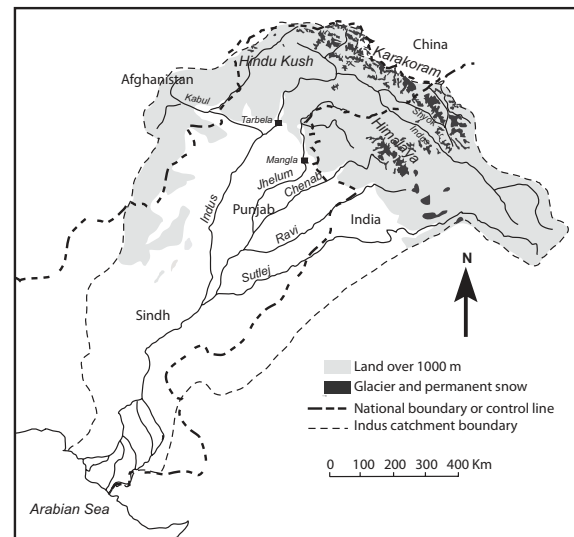 China
Karakoram
Hindu Kush
Afghanistan
Kabul
Shyok
Tarbela
Indus
Himalaria
Mangla
Jhelum
Chenab
Indus
Punjab
India
Ravi
N
Sutlej
Sindh
Land over 1000 m
Glacier and permanent snow
National boundary or control line
Indus catchment boundary
0 100 200 300 400 Km
Arabian Sea